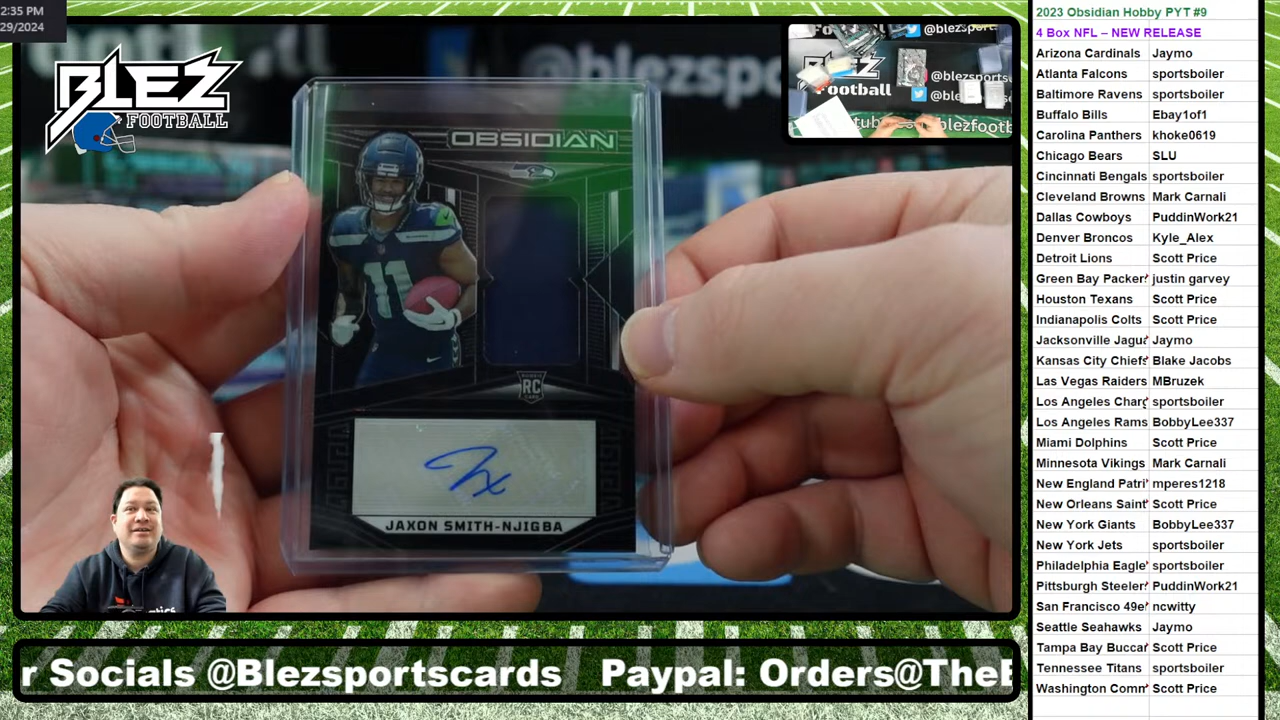 2:35 PM
29/2024
BLEZ
FOOTBALL
@blezspo
OBSIDIAN
11
ROOKIE
RC
CARD
JAXON SMITH-NJIGBA
@blezsports
@blez
Football
blezfootb
r Socials @Blezsportscards Paypal: Orders@TheB
2023 Obsidian Hobby PYT #9
4 Box NFL – NEW RELEASE
Arizona Cardinals Jaymo
Atlanta Falcons sportsboiler
Baltimore Ravens sportsboiler
Buffalo Bills Ebay1of1
Carolina Panthers khoke0619
Chicago Bears SLU
Cincinnati Bengals sportsboiler
Cleveland Browns Mark Carnali
Dallas Cowboys PuddinWork21
Denver Broncos Kyle_Alex
Detroit Lions Scott Price
Green Bay Packer justin garvey
Houston Texans Scott Price
Indianapolis Colts Scott Price
Jacksonville Jagua Jaymo
Kansas City Chiefs Blake Jacobs
Las Vegas Raiders MBruzek
Los Angeles Charg sportsboiler
Los Angeles Rams BobbyLee337
Miami Dolphins Scott Price
Minnesota Vikings Mark Carnali
New England Patri mperes1218
New Orleans Saint Scott Price
New York Giants BobbyLee337
New York Jets sportsboiler
Philadelphia Eagle sportsboiler
Pittsburgh Steeler PuddinWork21
San Francisco 49e ncwitty
Seattle Seahawks Jaymo
Tampa Bay Buccar Scott Price
Tennessee Titans sportsboiler
Washington Comm Scott Price